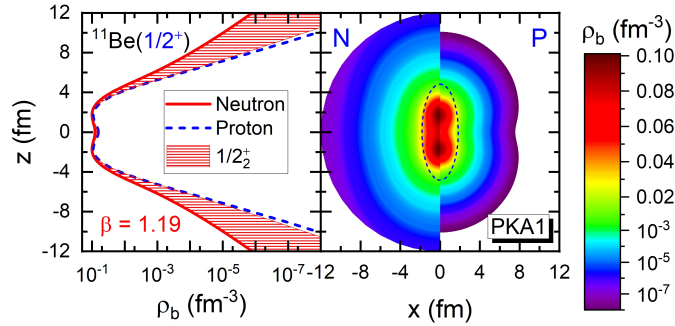 ¹¹Be(1/2⁺)
N
P
ρb (fm⁻³)
12
8
4
0
-4
-8
-12
z (fm)
Neutron
Proton
1/2₂⁺
β = 1.19
PKA1
10⁻¹
10⁻³
10⁻⁵
10⁻⁷
-12
-8
-4
0
4
8
12
ρb (fm⁻³)
x (fm)
0.10
0.08
0.06
0.04
0.02
10⁻³
10⁻⁵
10⁻⁷